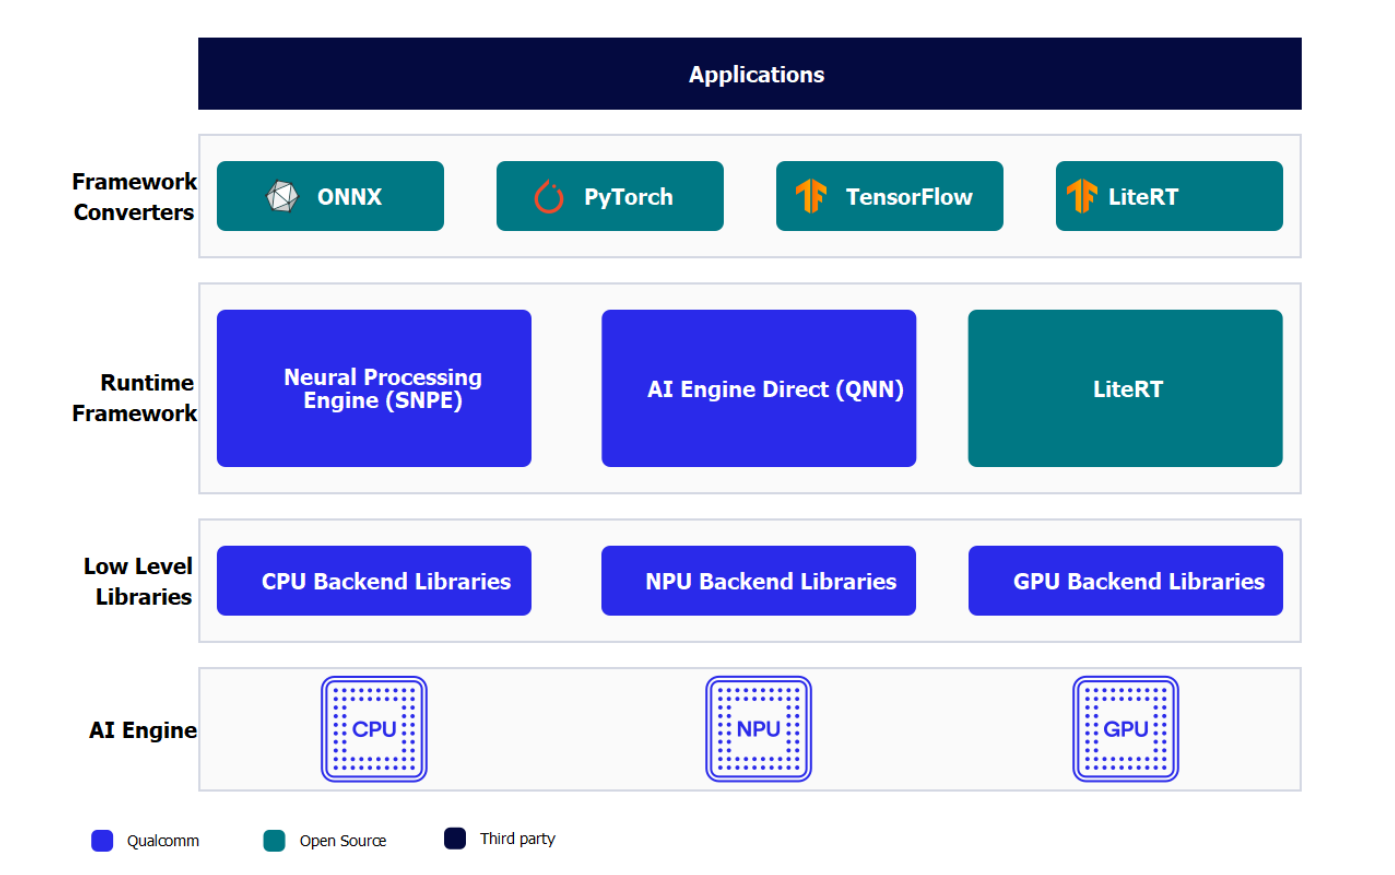 Applications
Framework
Converters
ONNX
PyTorch
TensorFlow
LiteRT
Runtime
Framework
Neural Processing
Engine (SNPE)
AI Engine Direct (QNN)
LiteRT
Low Level
Libraries
CPU Backend Libraries
NPU Backend Libraries
GPU Backend Libraries
AI Engine
CPU
NPU
GPU
Qualcomm
Open Source
Third party